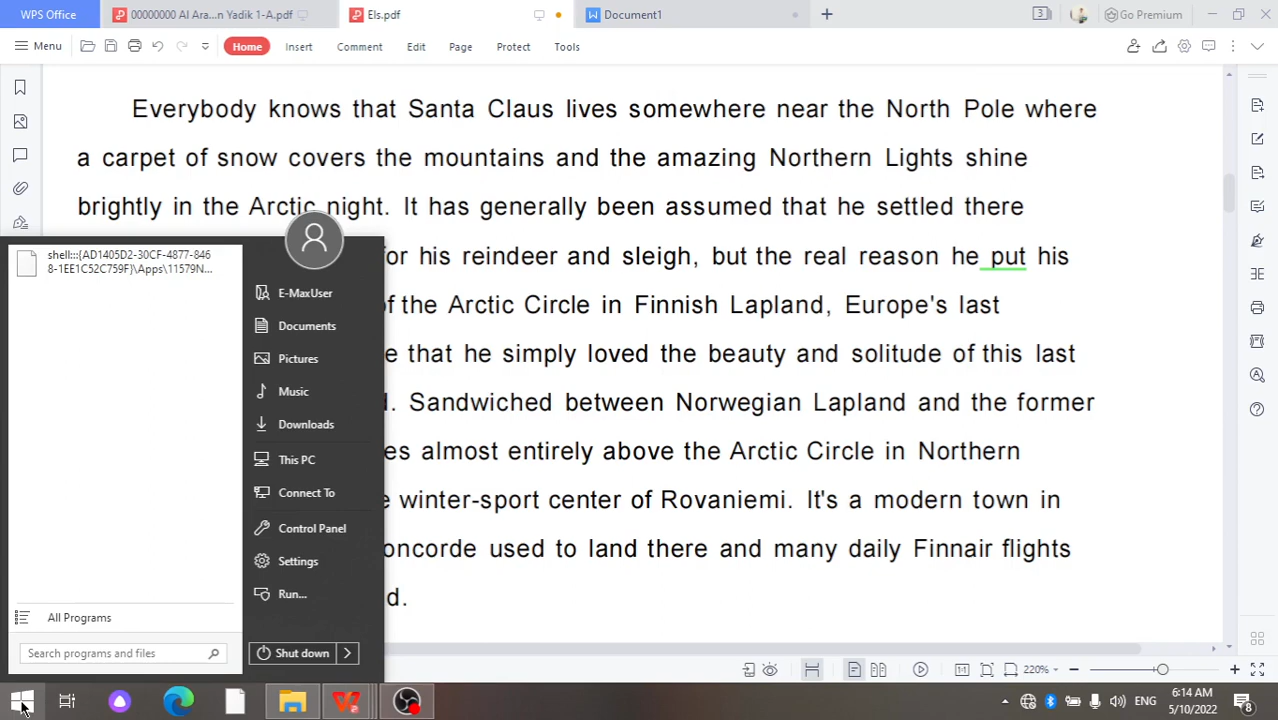 WPS Office
00000000 Al Ara...n Yadik 1-A.pdf
Els.pdf
Document1
3
Go Premium
Menu
Home
Insert
Comment
Edit
Page
Protect
Tools
Everybody knows that Santa Claus lives somewhere near the North Pole where
a carpet of snow covers the mountains and the amazing Northern Lights shine
brightly in the Arctic night. It has generally been assumed that he settled there
for his reindeer and sleigh, but the real reason he put his
of the Arctic Circle in Finnish Lapland, Europe's last
e that he simply loved the beauty and solitude of this last
d. Sandwiched between Norwegian Lapland and the former
es almost entirely above the Arctic Circle in Northern
e winter-sport center of Rovaniemi. It's a modern town in
oncorde used to land there and many daily Finnair flights
d.
shell:::{AD1405D2-30CF-4877-846
8-1EE1C52C759F}\Apps\11579N...
All Programs
Search programs and files
E-MaxUser
Documents
Pictures
Music
Downloads
This PC
Connect To
Control Panel
Settings
Run...
Shut down
220%
ENG
6:14 AM
5/10/2022
8